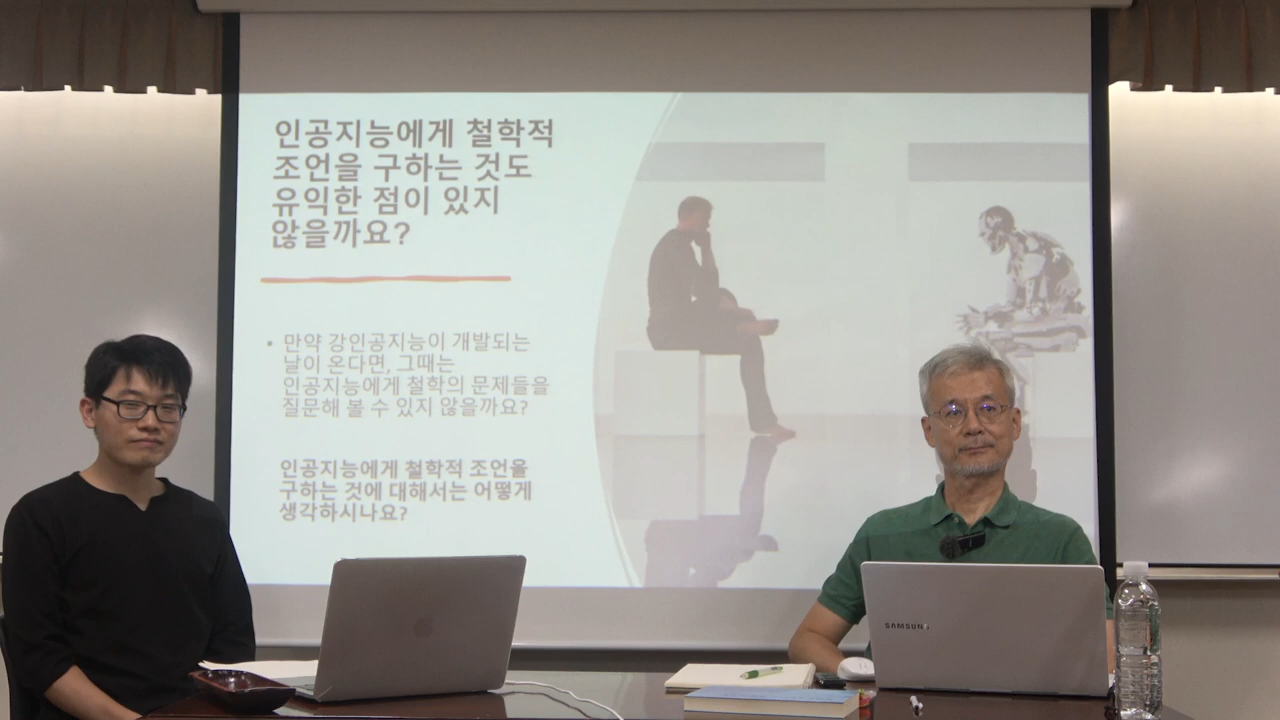 인공지능에게 철학적
조언을 구하는 것도
유익한 점이 있지
않을까요?
• 만약 강인공지능이 개발되는
날이 온다면, 그때는
인공지능에게 철학의 문제들을
질문해 볼 수 있지 않을까요?
인공지능에게 철학적 조언을
구하는 것에 대해서는 어떻게
생각하시나요?
SAMSUNG